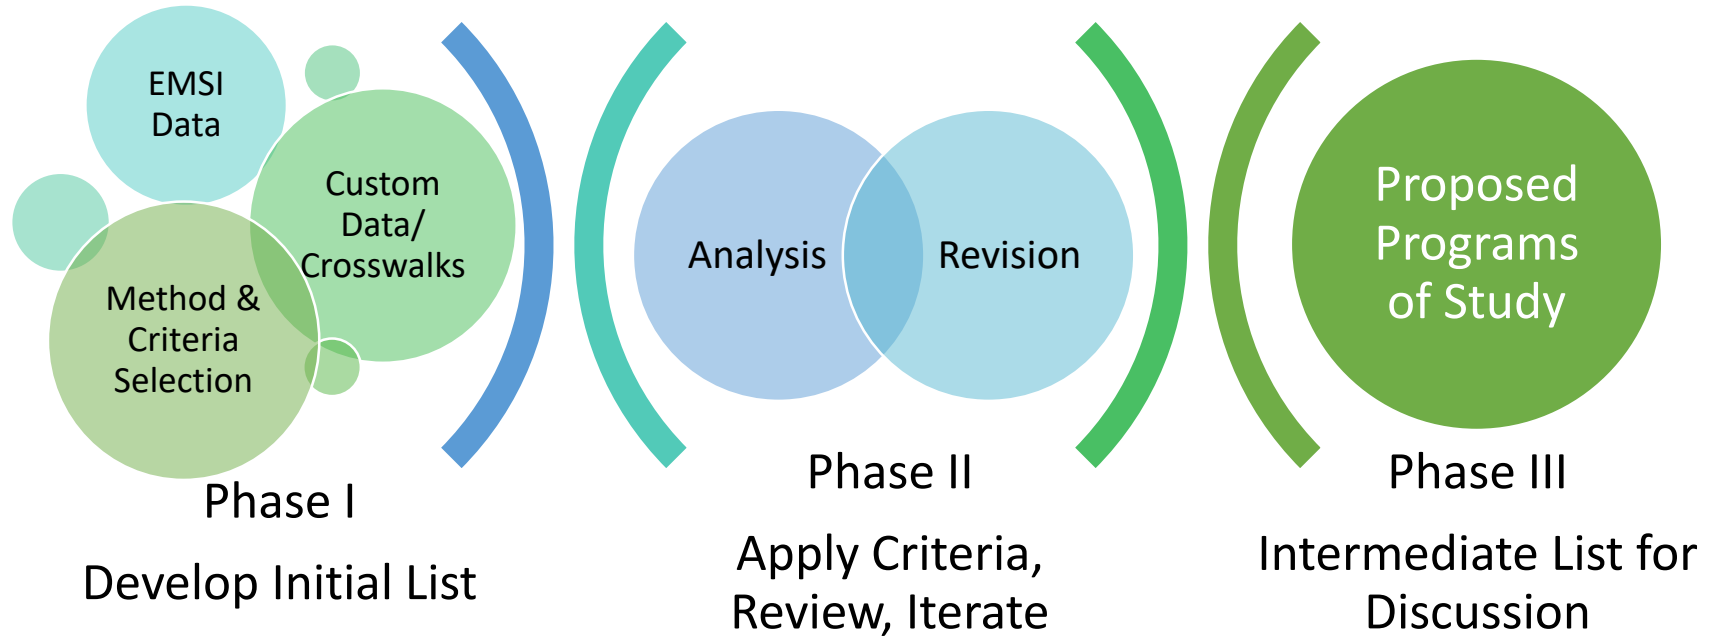 EMSI
Data
Custom
Data/
Crosswalks
Method &
Criteria
Selection
Phase I
Develop Initial List
Analysis
Revision
Phase II
Apply Criteria,
Review, Iterate
Proposed
Programs
of Study
Phase III
Intermediate List for
Discussion